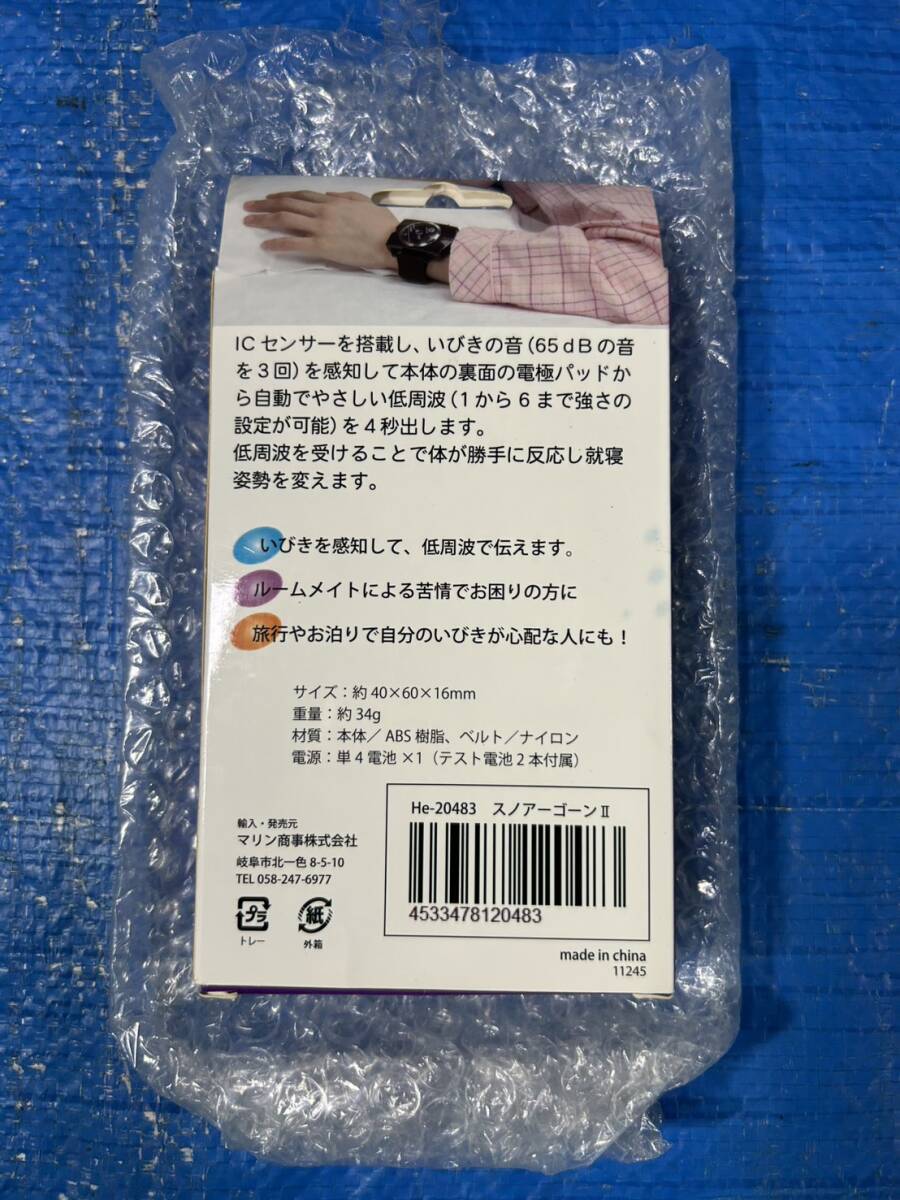 ICセンサーを搭載し、いびきの音(65dBの音
を3回)を感知して本体の裏面の電極パッドか
ら自動でやさしい低周波(1から6まで強さの
設定が可能)を4秒出します。
低周波を受けることで体が勝手に反応し就寝
姿勢を変えます。
いびきを感知して、低周波で伝えます。
ルームメイトによる苦情でお困りの方に
旅行やお泊りで自分のいびきが心配な人にも!
サイズ:約40×60×16mm
重量:約34g
材質:本体/ABS樹脂、ベルト/ナイロン
電源:単4電池×1(テスト電池2本付属)
輸入・発売元
マリン商事株式会社
岐阜市北一色8-5-10
TEL 058-247-6977
プラ
トレー
紙
外箱
He-20483 スノアーゴーンⅡ
4533478120483
made in china
11245